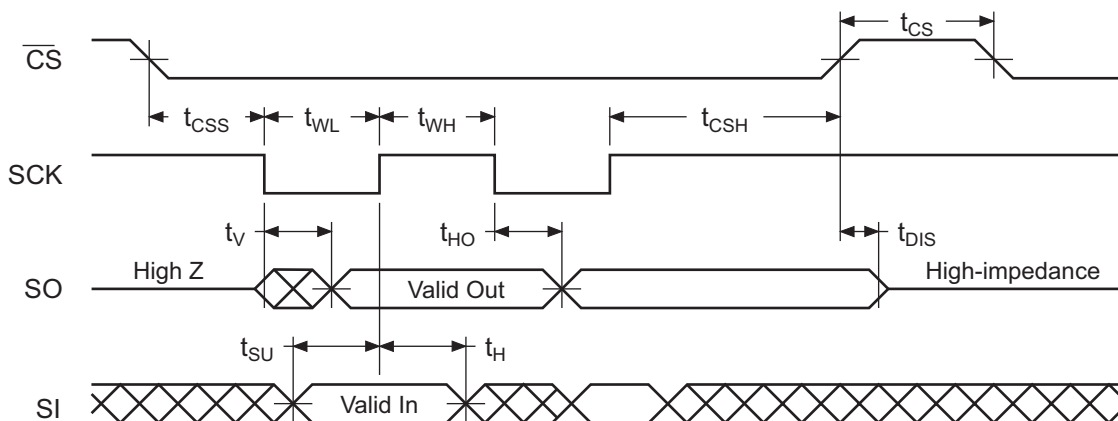 t_CS
C̅S̅
t_CSS t_WL t_WH t_CSH
SCK
t_V t_HO t_DIS
High Z High-impedance
SO Valid Out
t_SU t_H
SI Valid In